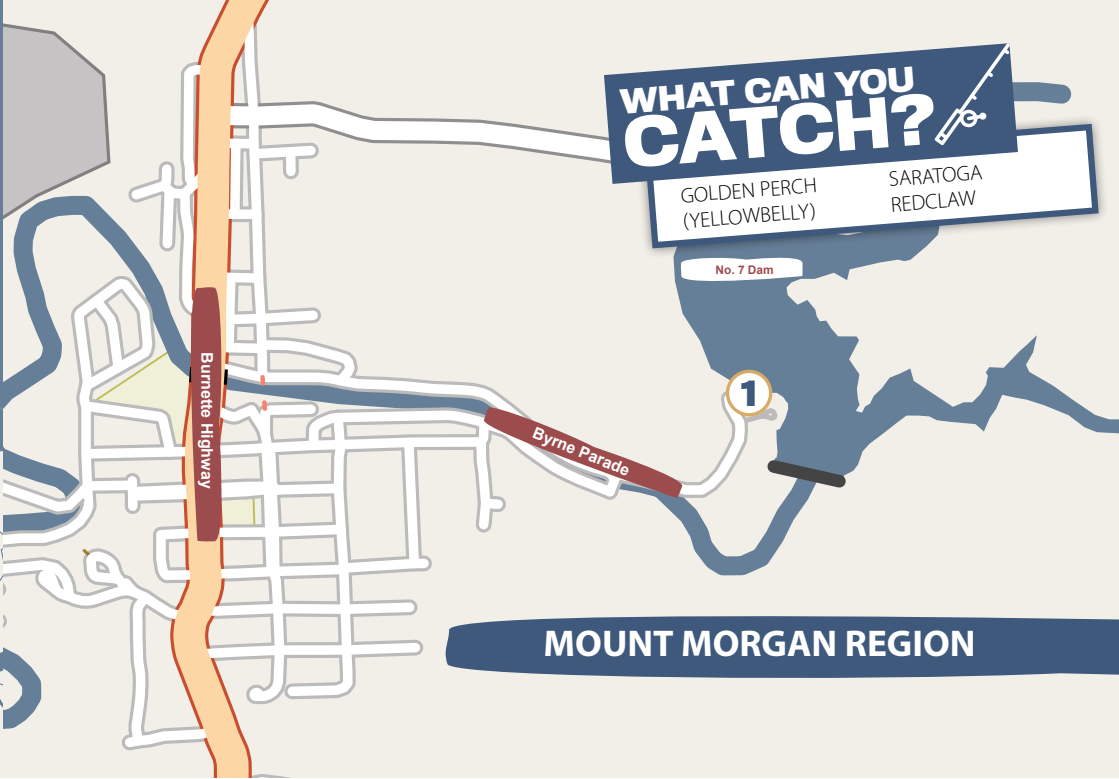 WHAT CAN YOU
CATCH?
GOLDEN PERCH
(YELLOWBELLY)
SARATOGA
REDCLAW
No. 7 Dam
1
Burnette Highway
Byrne Parade
MOUNT MORGAN REGION